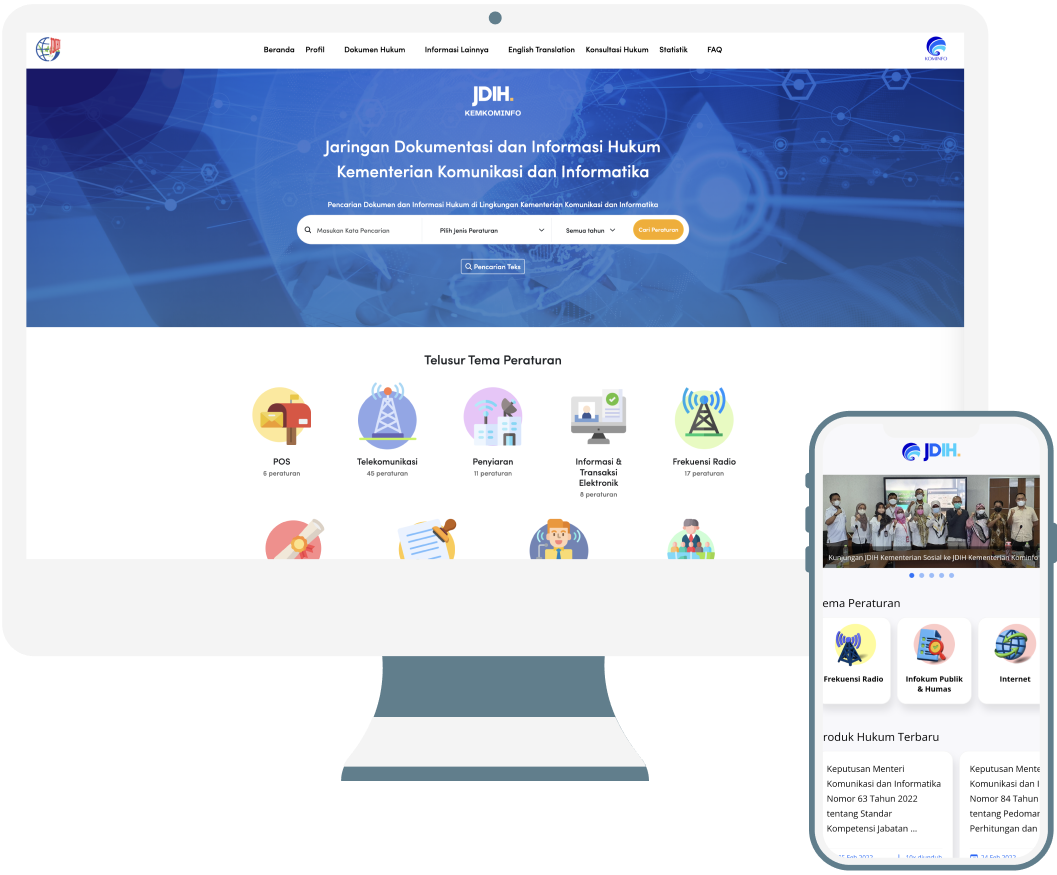 Beranda Profil Dokumen Hukum Informasi Lainnya English Translation Konsultasi Hukum Statistik FAQ
KOMINFO
JDIH.
KEMKOMINFO
Jaringan Dokumentasi dan Informasi Hukum
Kementerian Komunikasi dan Informatika
Pencarian Dokumen dan Informasi Hukum di Lingkungan Kementerian Komunikasi dan Informatika
Masukan Kata Pencarian Pilih Jenis Peraturan Semua tahun Cari Peraturan
Pencarian Teks
Telusur Tema Peraturan
POS
6 peraturan
Telekomunikasi
45 peraturan
Penyiaran
11 peraturan
Informasi &
Transaksi
Elektronik
8 peraturan
Frekuensi Radio
17 peraturan
JDIH.
Kunjungan JDIH Kementerian Sosial ke JDIH Kementerian Kominfo
ema Peraturan
Frekuensi Radio
Infokum Publik
& Humas
Internet
roduk Hukum Terbaru
Keputusan Menteri
Komunikasi dan Informatika
Nomor 63 Tahun 2022
tentang Standar
Kompetensi Jabatan ...
Keputusan Mente
Komunikasi dan I
Nomor 84 Tahun
tentang Pedoman
Perhitungan dan
24 Feb 2022